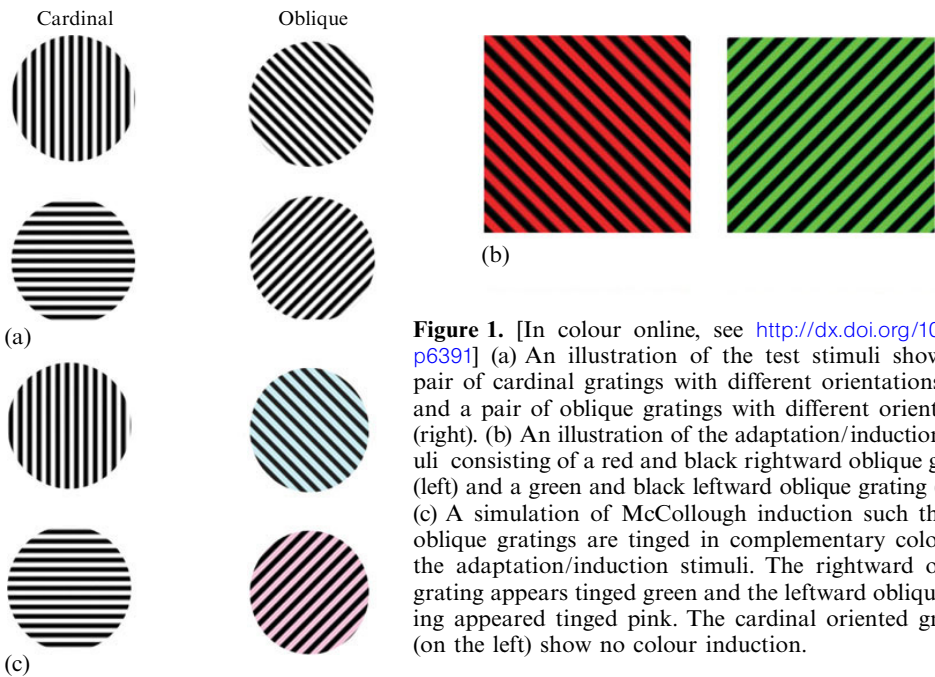 Cardinal
Oblique
(a)
(b)
(c)
Figure 1. [In colour online, see http://dx.doi.org/10
p6391] (a) An illustration of the test stimuli show
pair of cardinal gratings with different orientations
and a pair of oblique gratings with different orient
(right). (b) An illustration of the adaptation/induction
uli consisting of a red and black rightward oblique g
(left) and a green and black leftward oblique grating (
(c) A simulation of McCollough induction such th
oblique gratings are tinged in complementary colo
the adaptation/induction stimuli. The rightward o
grating appears tinged green and the leftward obliqu
ing appeared tinged pink. The cardinal oriented gr
(on the left) show no colour induction.